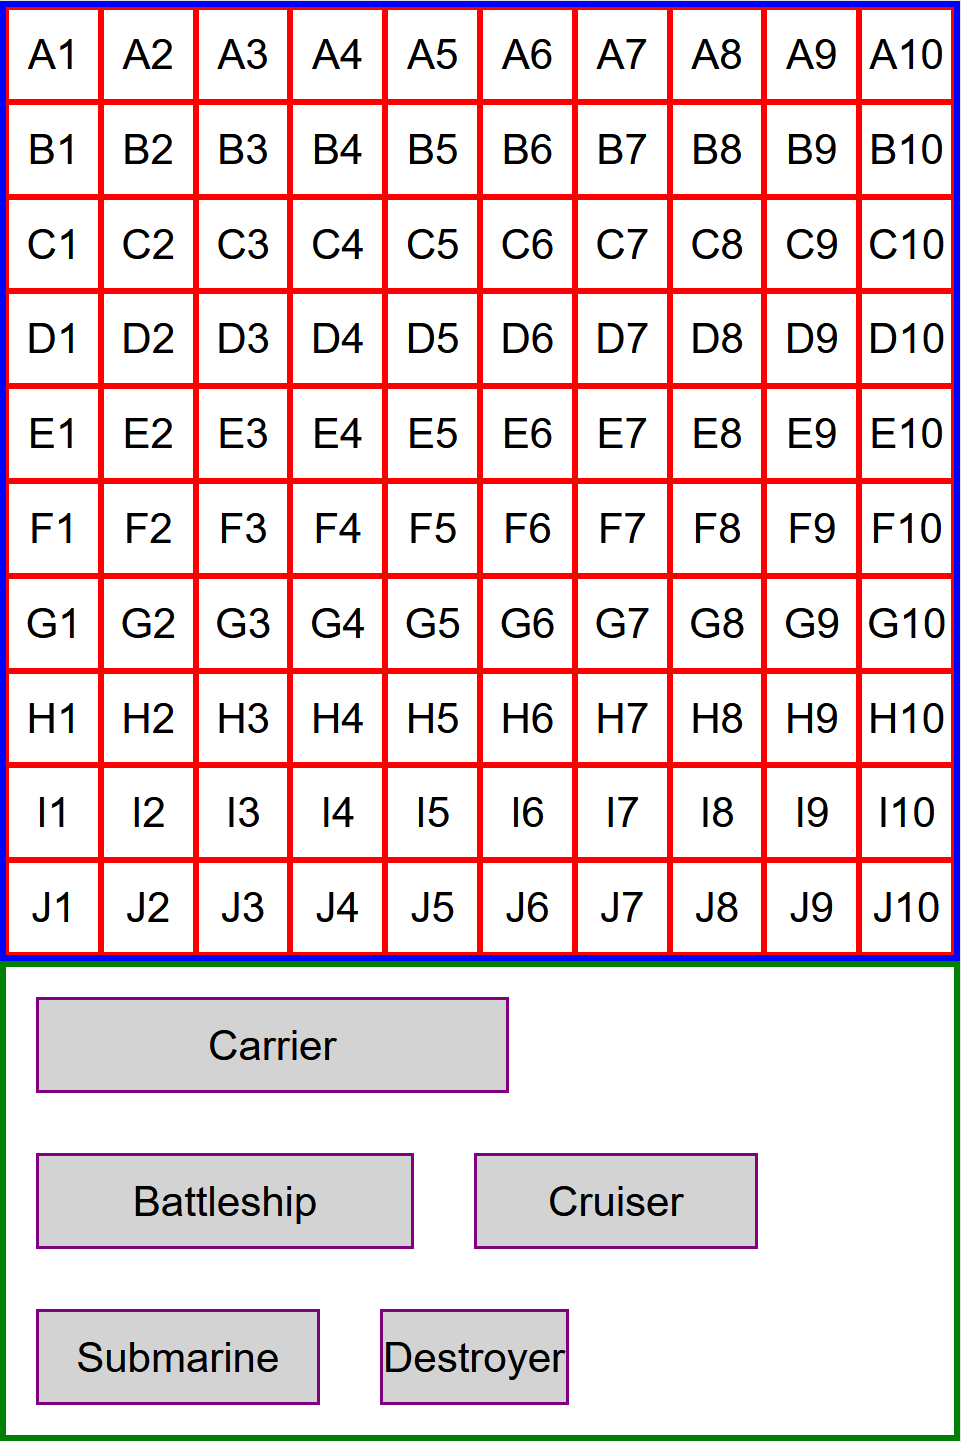 A1 A2 A3 A4 A5 A6 A7 A8 A9 A10
B1 B2 B3 B4 B5 B6 B7 B8 B9 B10
C1 C2 C3 C4 C5 C6 C7 C8 C9 C10
D1 D2 D3 D4 D5 D6 D7 D8 D9 D10
E1 E2 E3 E4 E5 E6 E7 E8 E9 E10
F1 F2 F3 F4 F5 F6 F7 F8 F9 F10
G1 G2 G3 G4 G5 G6 G7 G8 G9 G10
H1 H2 H3 H4 H5 H6 H7 H8 H9 H10
I1 I2 I3 I4 I5 I6 I7 I8 I9 I10
J1 J2 J3 J4 J5 J6 J7 J8 J9 J10
Carrier
Battleship Cruiser
Submarine Destroyer